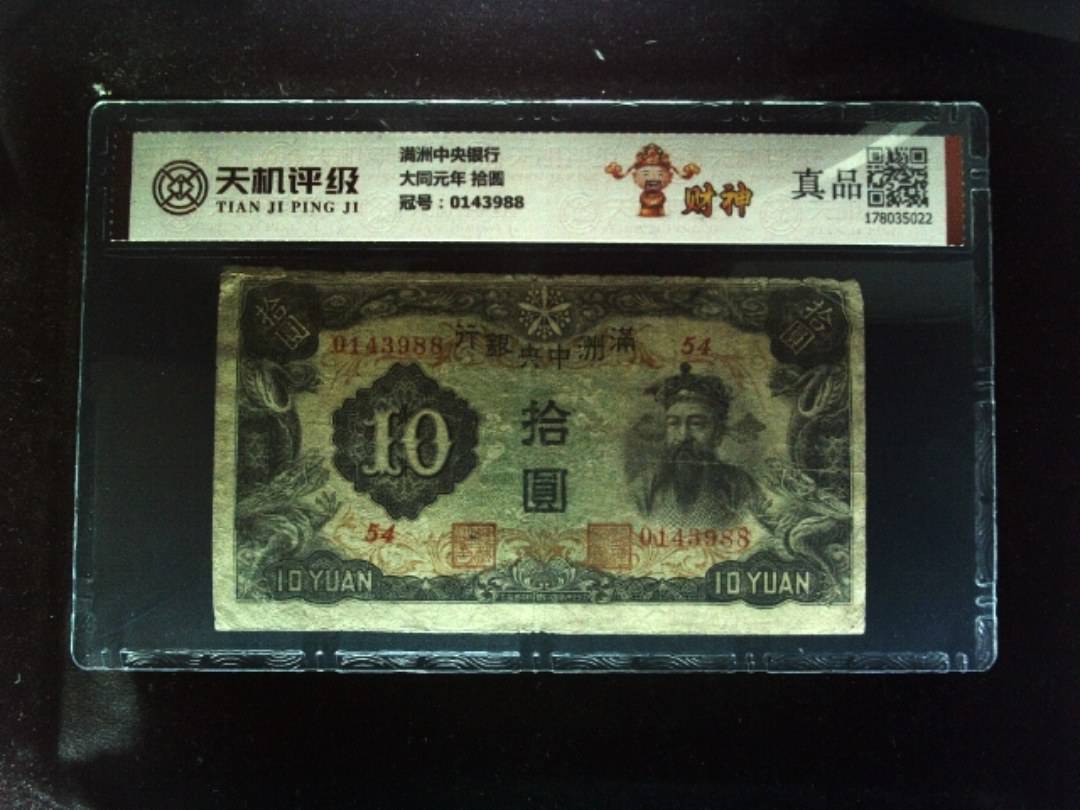 天机评级
TIAN JI PING JI
满洲中央银行
大同元年 拾圆
冠号：0143988
财神
真品
178035022
拾圓
拾圓
0143988
行銀央中洲滿
54
10
拾
圓
54
0143988
10 YUAN
10 YUAN